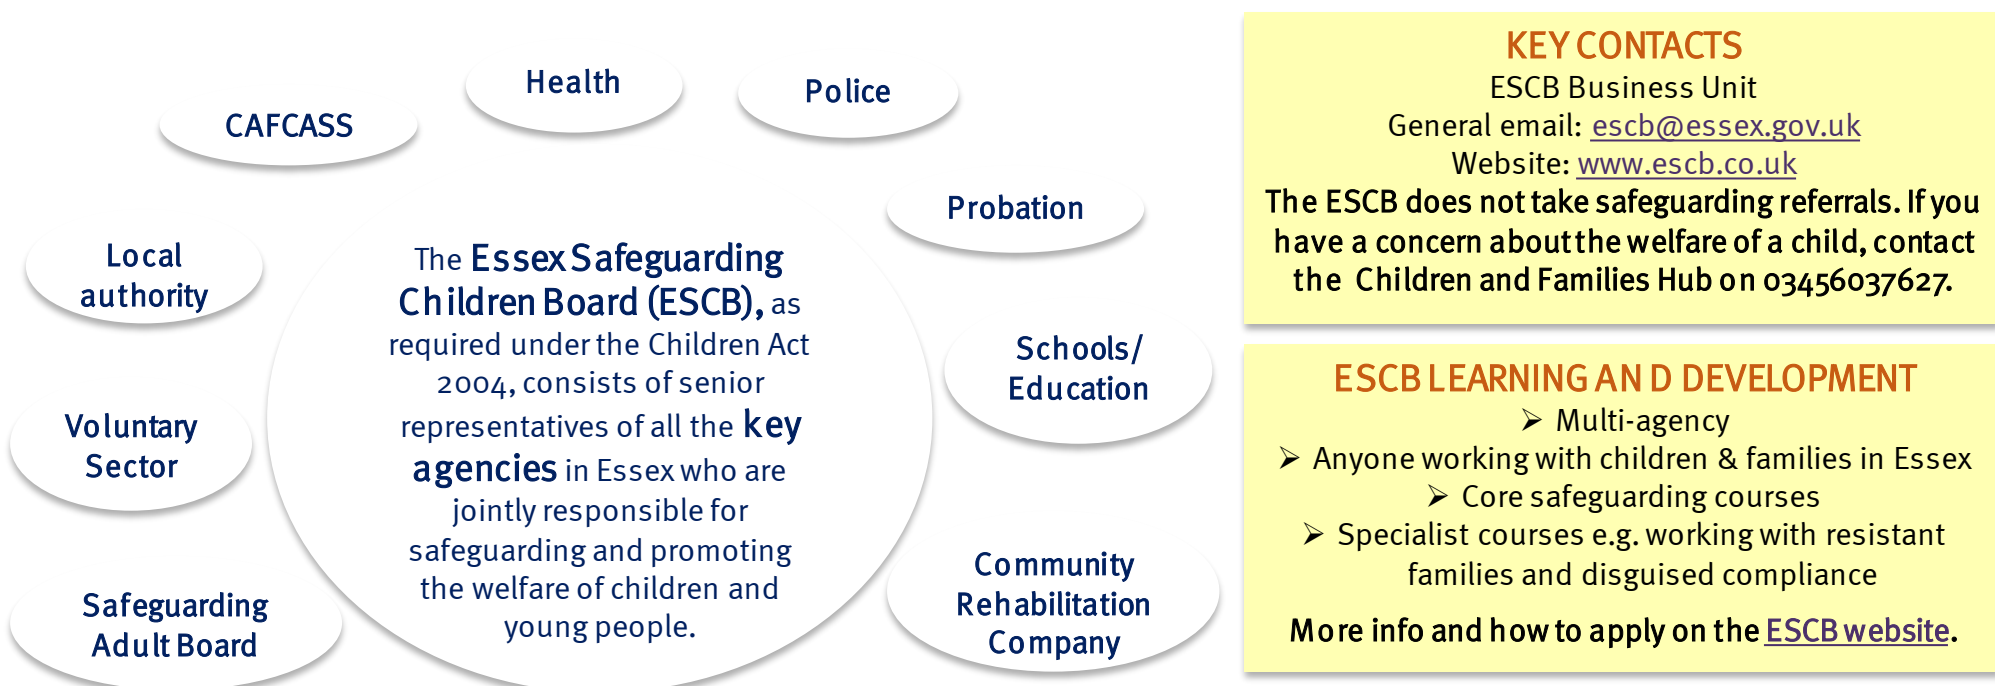 Health
Police
CAFCASS
Probation
Local
authority
Schools/
Education
Voluntary
Sector
Community
Rehabilitation
Company
Safeguarding
Adult Board
The Essex Safeguarding
Children Board (ESCB), as
required under the Children Act
2004, consists of senior
representatives of all the key
agencies in Essex who are
jointly responsible for
safeguarding and promoting
the welfare of children and
young people.
KEY CONTACTS
ESCB Business Unit
General email: escb@essex.gov.uk
Website: www.escb.co.uk
The ESCB does not take safeguarding referrals. If you
have a concern about the welfare of a child, contact
the Children and Families Hub on 03456037627.
ESCB LEARNING AND DEVELOPMENT
➢ Multi-agency
➢ Anyone working with children & families in Essex
➢ Core safeguarding courses
➢ Specialist courses e.g. working with resistant
families and disguised compliance
More info and how to apply on the ESCB website.